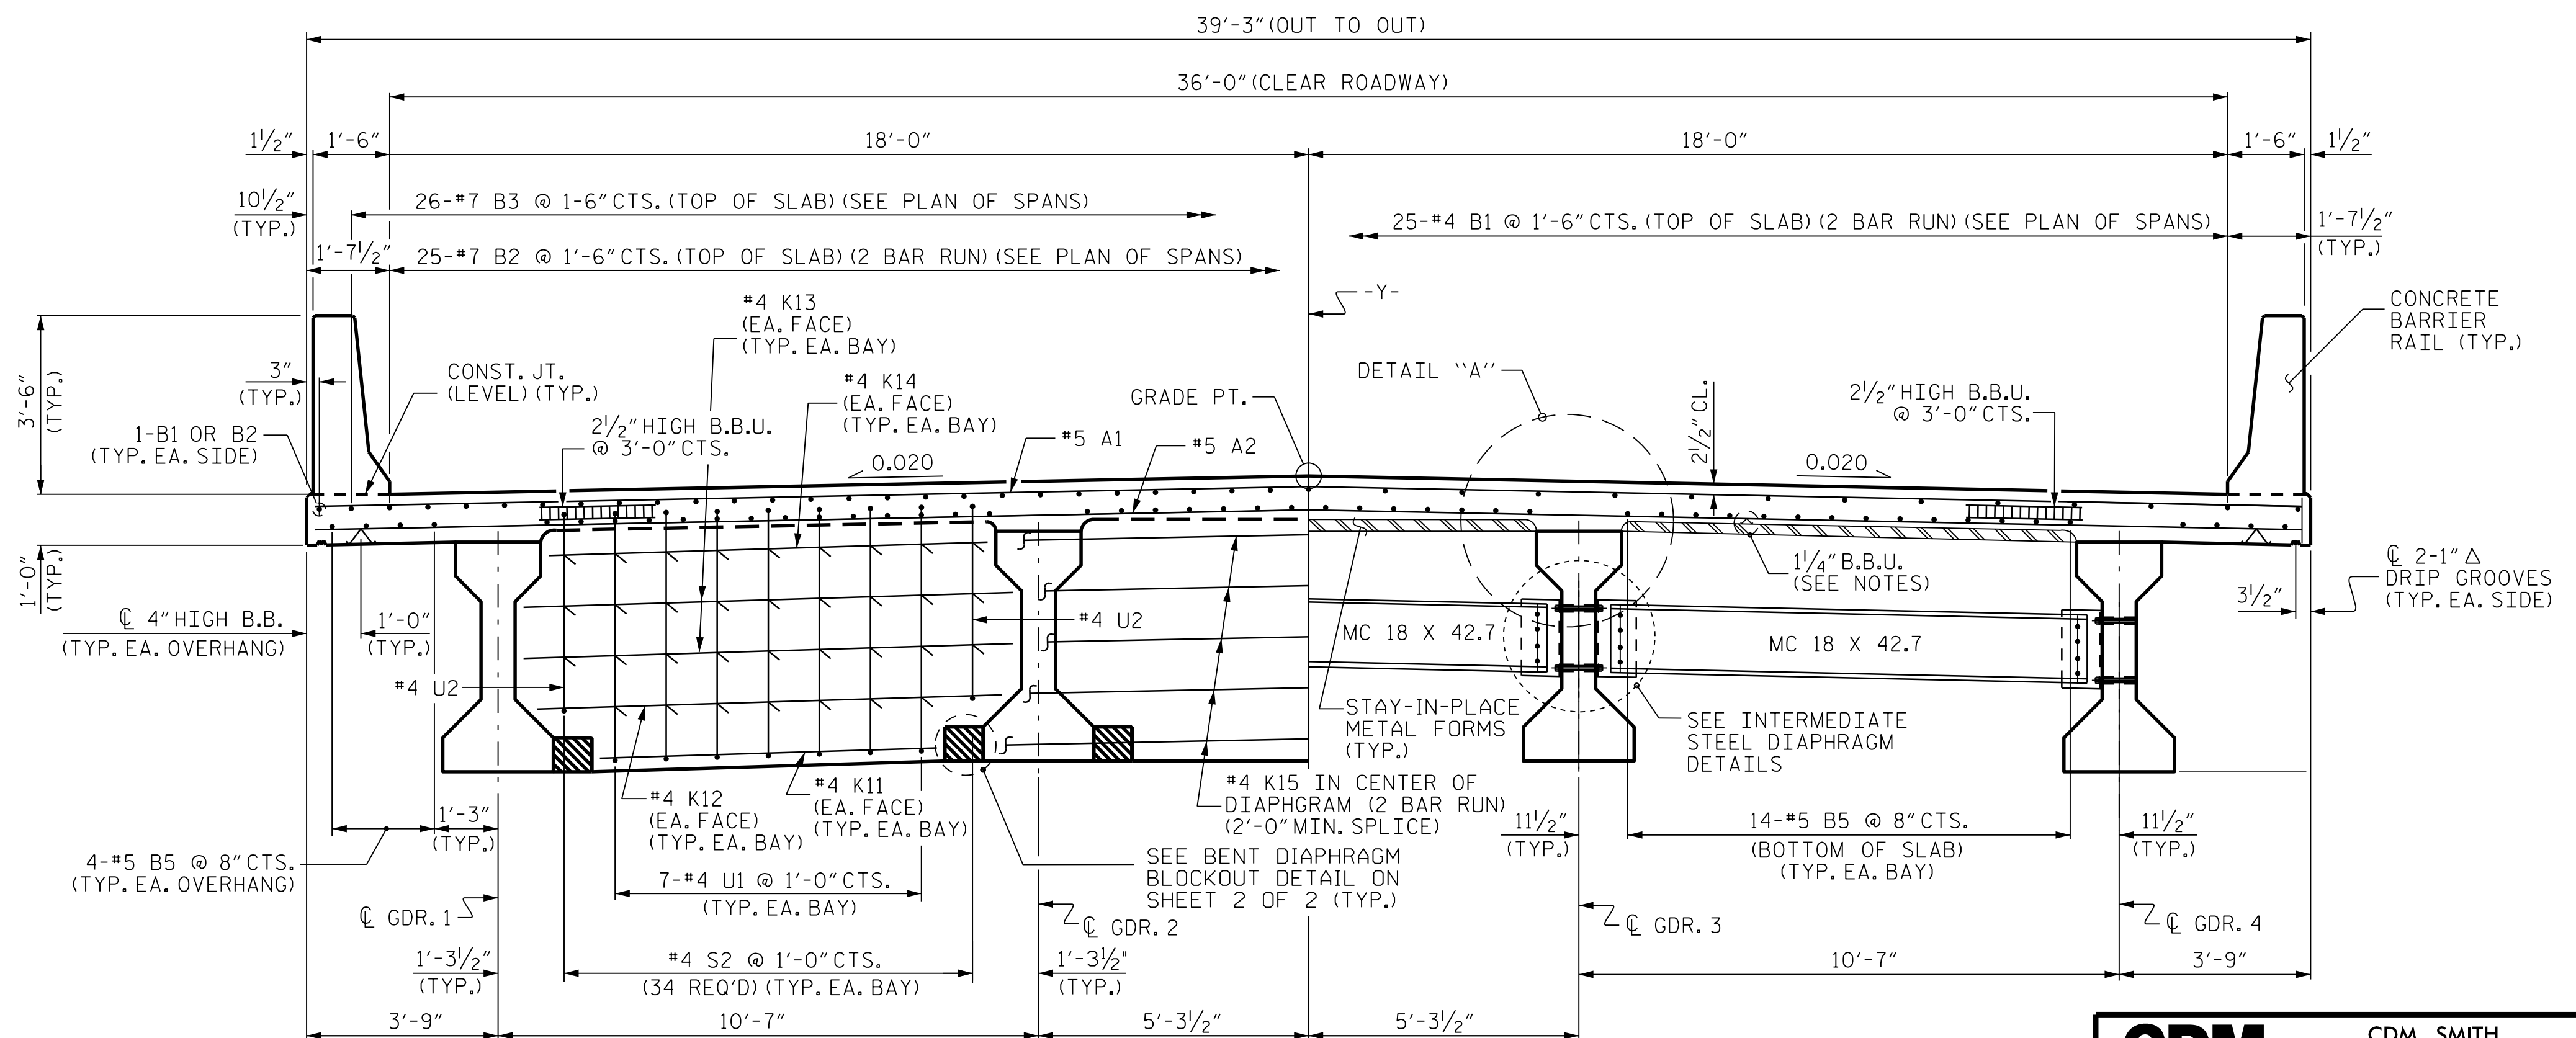 39'-3" (OUT TO OUT)
36'-0" (CLEAR ROADWAY)
1½"
1'-6"
18'-0"
18'-0"
1'-6"
1½"
10½"
(TYP.)
26-#7 B3 @ 1-6" CTS. (TOP OF SLAB) (SEE PLAN OF SPANS)
25-#4 B1 @ 1'-6" CTS. (TOP OF SLAB) (2 BAR RUN) (SEE PLAN OF SPANS)
1'-7½"
(TYP.)
1'-7½"
25-#7 B2 @ 1'-6" CTS. (TOP OF SLAB) (2 BAR RUN) (SEE PLAN OF SPANS)
-Y-
#4 K13
(EA. FACE)
(TYP. EA. BAY)
CONCRETE
BARRIER
RAIL (TYP.)
3'-6"
(TYP.)
3"
(TYP.)
CONST. JT.
(LEVEL) (TYP.)
#4 K14
(EA. FACE)
(TYP. EA. BAY)
DETAIL "A"
GRADE PT.
2½" CL.
2½" HIGH B.B.U.
@ 3'-0" CTS.
1-B1 OR B2
(TYP. EA. SIDE)
2½" HIGH B.B.U.
@ 3'-0" CTS.
#5 A1
#5 A2
0.020
0.020
1'-0"
(TYP.)
1¼" B.B.U.
(SEE NOTES)
℄ 2-1" △
DRIP GROOVES
(TYP. EA. SIDE)
3½"
℄ 4" HIGH B.B.
(TYP. EA. OVERHANG)
1'-0"
(TYP.)
#4 U2
#4 U2
MC 18 X 42.7
MC 18 X 42.7
STAY-IN-PLACE
METAL FORMS
(TYP.)
SEE INTERMEDIATE
STEEL DIAPHRAGM
DETAILS
#4 K12
(EA. FACE)
(TYP. EA. BAY)
#4 K11
(EA. FACE)
(TYP. EA. BAY)
#4 K15 IN CENTER OF
DIAPHGRAM (2 BAR RUN)
(2'-0" MIN. SPLICE)
1'-3"
(TYP.)
4-#5 B5 @ 8" CTS.
(TYP. EA. OVERHANG)
11½"
(TYP.)
14-#5 B5 @ 8" CTS.
(BOTTOM OF SLAB)
(TYP. EA. BAY)
11½"
(TYP.)
SEE BENT DIAPHRAGM
BLOCKOUT DETAIL ON
SHEET 2 OF 2 (TYP.)
7-#4 U1 @ 1'-0" CTS.
(TYP. EA. BAY)
℄ GDR. 1
℄ GDR. 2
℄ GDR. 3
℄ GDR. 4
1'-3½"
(TYP.)
#4 S2 @ 1'-0" CTS.
(34 REQ'D) (TYP. EA. BAY)
1'-3½"
(TYP.)
10'-7"
3'-9"
3'-9"
10'-7"
5'-3½"
5'-3½"
CDM
CDM SMITH